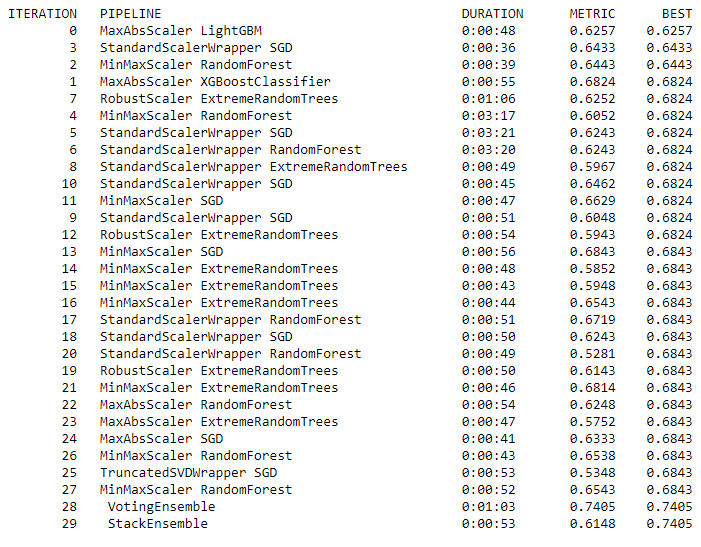 ITERATION PIPELINE DURATION METRIC BEST
0 MaxAbsScaler LightGBM 0:00:48 0.6257 0.6257
3 StandardScalerWrapper SGD 0:00:36 0.6433 0.6433
2 MinMaxScaler RandomForest 0:00:39 0.6443 0.6443
1 MaxAbsScaler XGBoostClassifier 0:00:55 0.6824 0.6824
7 RobustScaler ExtremeRandomTrees 0:01:06 0.6252 0.6824
4 MinMaxScaler RandomForest 0:03:17 0.6052 0.6824
5 StandardScalerWrapper SGD 0:03:21 0.6243 0.6824
6 StandardScalerWrapper RandomForest 0:03:20 0.6243 0.6824
8 StandardScalerWrapper ExtremeRandomTrees 0:00:49 0.5967 0.6824
10 StandardScalerWrapper SGD 0:00:45 0.6462 0.6824
11 MinMaxScaler SGD 0:00:47 0.6629 0.6824
9 StandardScalerWrapper SGD 0:00:51 0.6048 0.6824
12 RobustScaler ExtremeRandomTrees 0:00:54 0.5943 0.6824
13 MinMaxScaler SGD 0:00:56 0.6843 0.6843
14 MinMaxScaler ExtremeRandomTrees 0:00:48 0.5852 0.6843
15 MinMaxScaler ExtremeRandomTrees 0:00:43 0.5948 0.6843
16 MinMaxScaler ExtremeRandomTrees 0:00:44 0.6543 0.6843
17 StandardScalerWrapper RandomForest 0:00:51 0.6719 0.6843
18 StandardScalerWrapper SGD 0:00:50 0.6243 0.6843
20 StandardScalerWrapper RandomForest 0:00:49 0.5281 0.6843
19 RobustScaler ExtremeRandomTrees 0:00:50 0.6143 0.6843
21 MinMaxScaler ExtremeRandomTrees 0:00:46 0.6814 0.6843
22 MaxAbsScaler RandomForest 0:00:54 0.6248 0.6843
23 MaxAbsScaler ExtremeRandomTrees 0:00:47 0.5752 0.6843
24 MaxAbsScaler SGD 0:00:41 0.6333 0.6843
26 MinMaxScaler RandomForest 0:00:43 0.6538 0.6843
25 TruncatedSVDWrapper SGD 0:00:53 0.5348 0.6843
27 MinMaxScaler RandomForest 0:00:52 0.6543 0.6843
28 VotingEnsemble 0:01:03 0.7405 0.7405
29 StackEnsemble 0:00:53 0.6148 0.7405